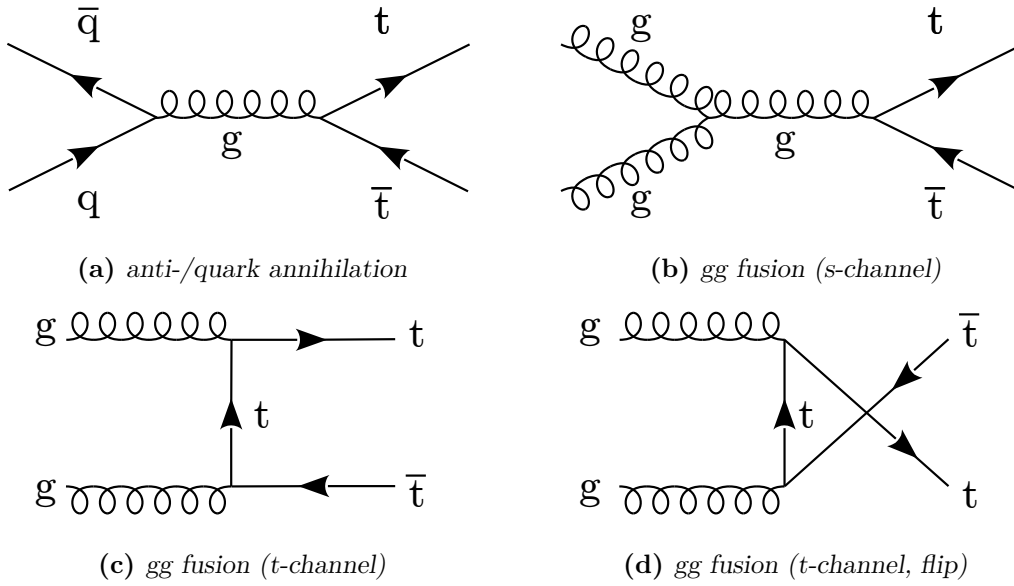 q̄ t
g
q t̄
(a) anti-/quark annihilation
g t
g
g t̄
(b) gg fusion (s-channel)
g t
t
g t̄
(c) gg fusion (t-channel)
g t̄
t
g t
(d) gg fusion (t-channel, flip)